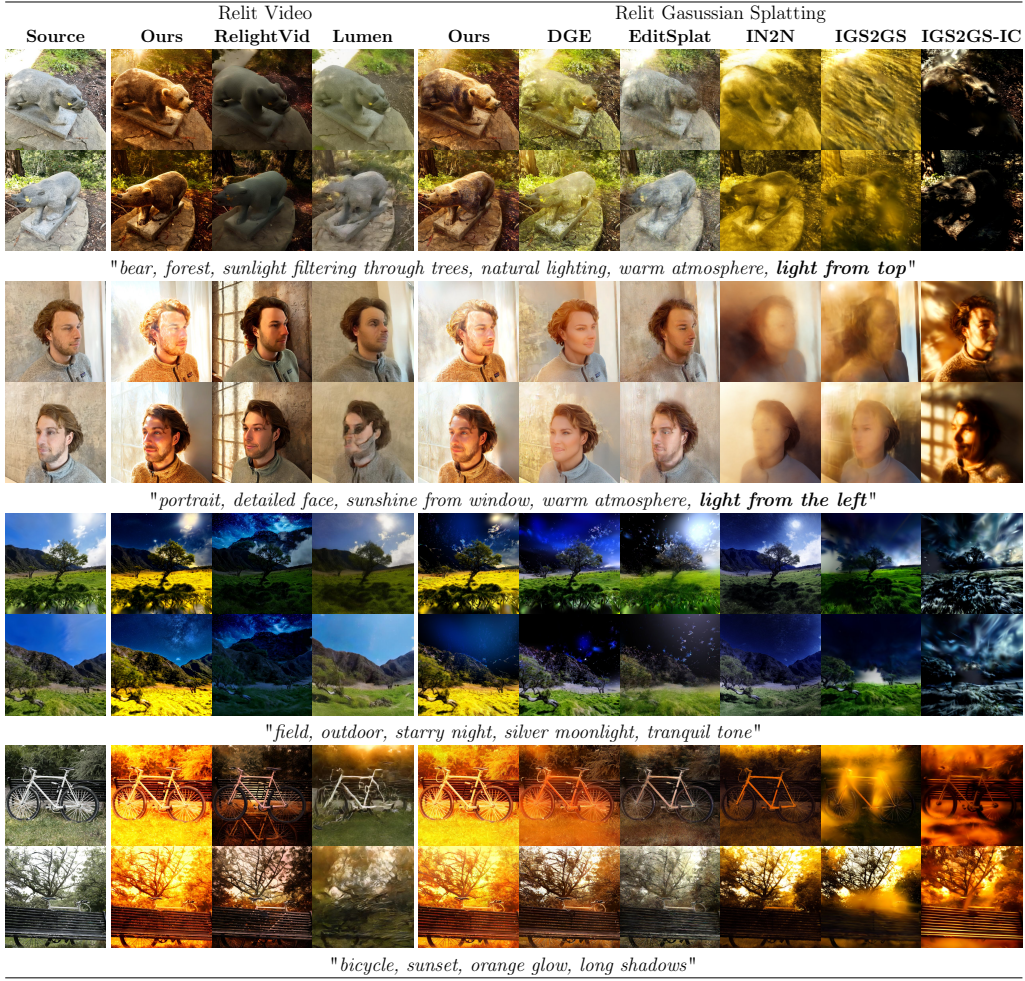 Relit Video Relit Gasussian Splatting
Source Ours RelightVid Lumen Ours DGE EditSplat IN2N IGS2GS IGS2GS-IC
"bear, forest, sunlight filtering through trees, natural lighting, warm atmosphere, light from top"
"portrait, detailed face, sunshine from window, warm atmosphere, light from the left"
"field, outdoor, starry night, silver moonlight, tranquil tone"
"bicycle, sunset, orange glow, long shadows"